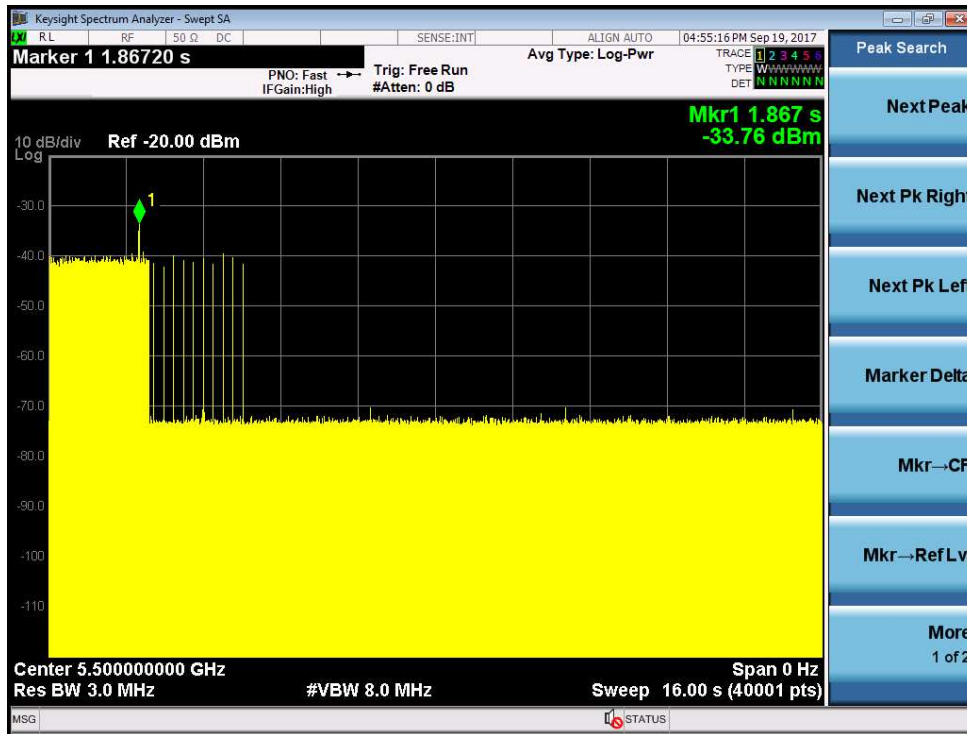 Keysight Spectrum Analyzer - Swept SA
LXI RL RF 50 Ω DC SENSE:INT ALIGN AUTO 04:55:16 PM Sep 19, 2017
Marker 1 1.86720 s
PNO: Fast
IFGain:High
Trig: Free Run
#Atten: 0 dB
Avg Type: Log-Pwr
TRACE 1 2 3 4 5 6
TYPE WWWWWW
DET N N N N N N
Mkr1 1.867 s
-33.76 dBm
10 dB/div Ref -20.00 dBm
Log
1
-30.0
-40.0
-50.0
-60.0
-70.0
-80.0
-90.0
-100
-110
Center 5.500000000 GHz Span 0 Hz
Res BW 3.0 MHz #VBW 8.0 MHz Sweep 16.00 s (40001 pts)
MSG STATUS
Peak Search
Next Peak
Next Pk Right
Next Pk Left
Marker Delta
Mkr→CF
Mkr→Ref Lv
More
1 of 2